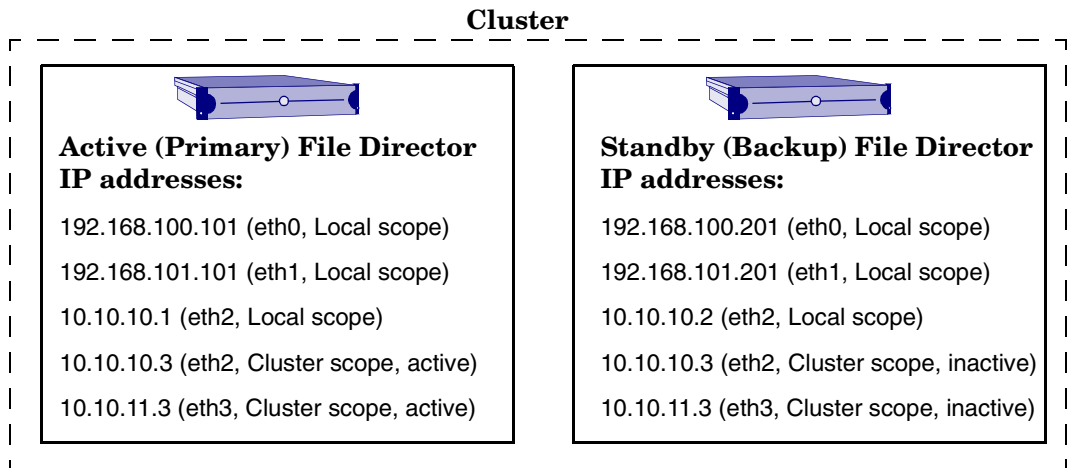 Cluster
Active (Primary) File Director
IP addresses:
192.168.100.101 (eth0, Local scope)
192.168.101.101 (eth1, Local scope)
10.10.10.1 (eth2, Local scope)
10.10.10.3 (eth2, Cluster scope, active)
10.10.11.3 (eth3, Cluster scope, active)
Standby (Backup) File Director
IP addresses:
192.168.100.201 (eth0, Local scope)
192.168.101.201 (eth1, Local scope)
10.10.10.2 (eth2, Local scope)
10.10.10.3 (eth2, Cluster scope, inactive)
10.10.11.3 (eth3, Cluster scope, inactive)